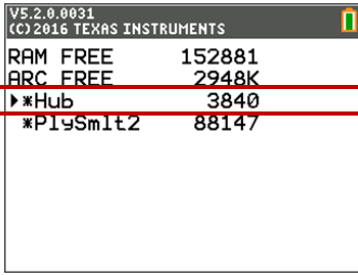 V5.2.0.0031
(C)2016 TEXAS INSTRUMENTS
RAM FREE 152881
ARC FREE 2948K
▶*Hub 3840
*PlySmlt2 88147